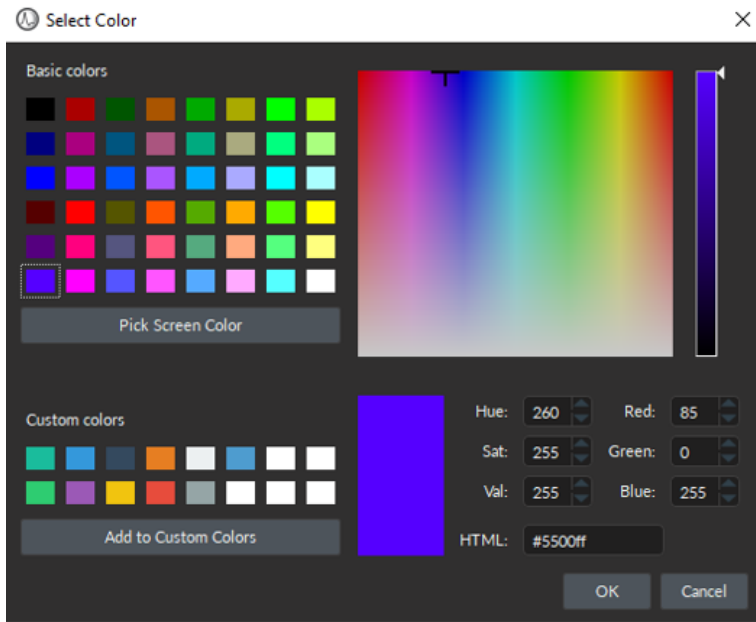 Select Color
Basic colors
Pick Screen Color
Custom colors
Add to Custom Colors
Hue: 260 Red: 85
Sat: 255 Green: 0
Val: 255 Blue: 255
HTML: #5500ff
OK Cancel